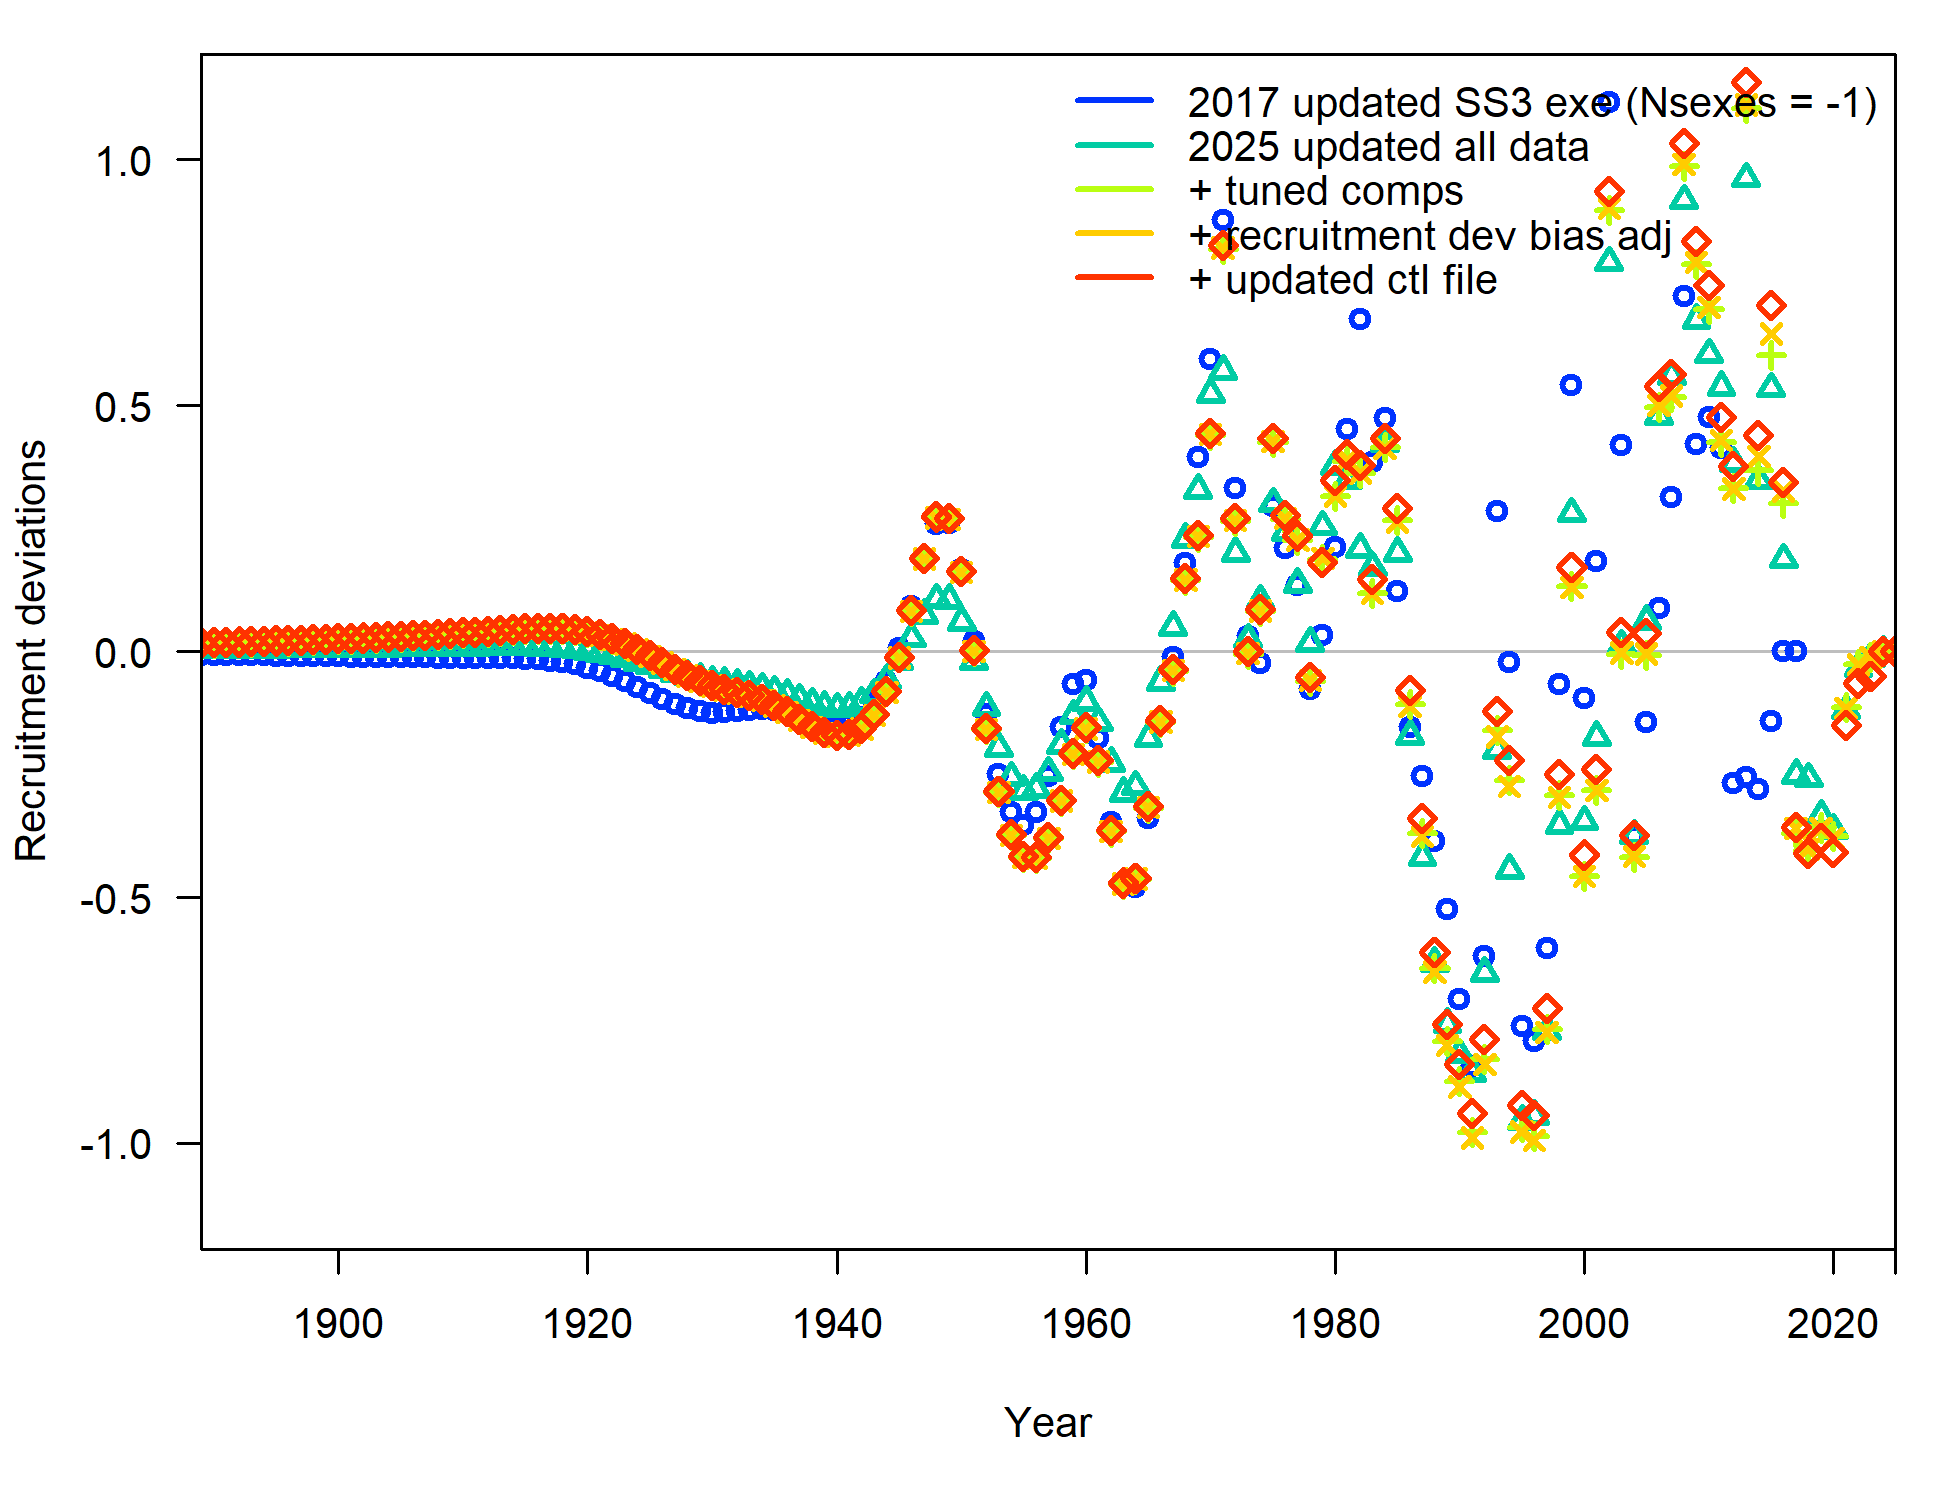 2017 updated SS3 exe (Nsexes = -1)
2025 updated all data
+ tuned comps
+ recruitment dev bias adj
+ updated ctl file
Recruitment deviations
1.0
0.5
0.0
-0.5
-1.0
1900 1920 1940 1960 1980 2000 2020
Year